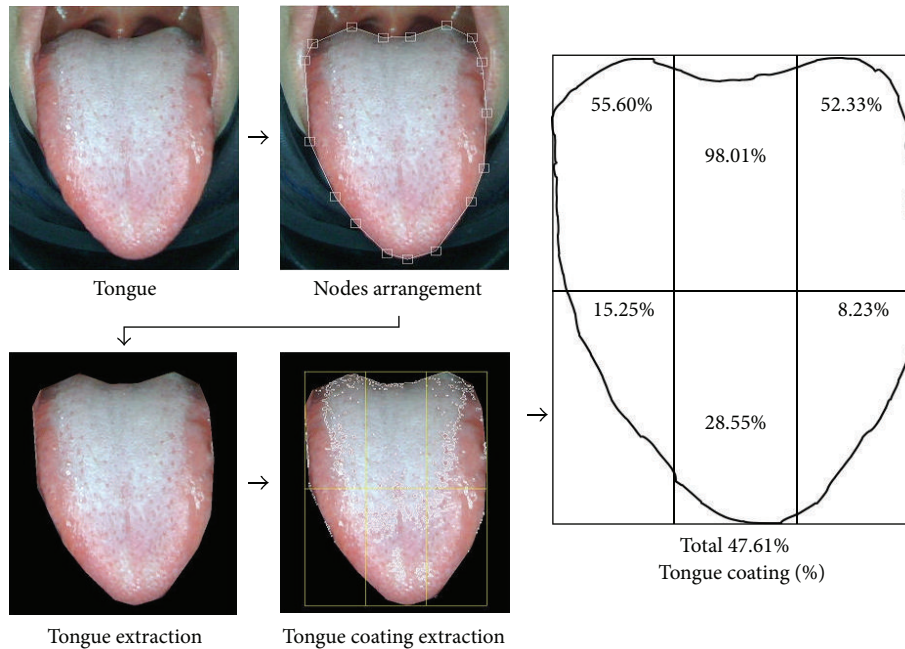 Tongue
Nodes arrangement
Tongue extraction
Tongue coating extraction
55.60%
98.01%
52.33%
15.25%
28.55%
8.23%
Total 47.61%
Tongue coating (%)